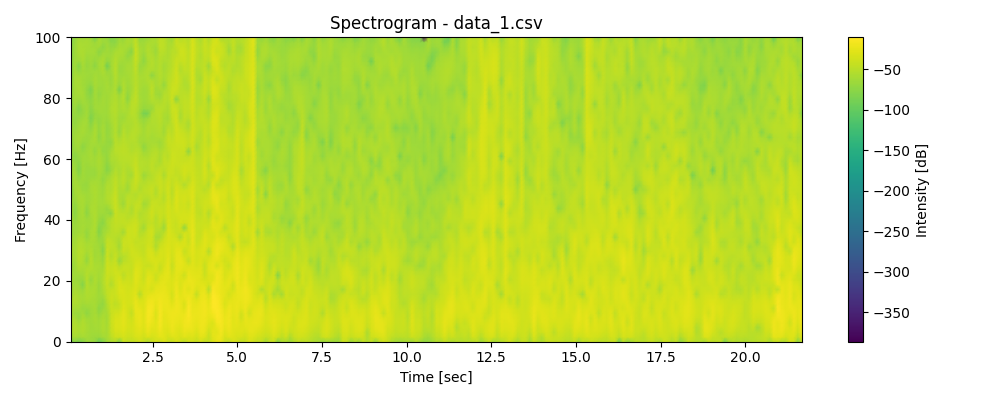 Spectrogram - data_1.csv
100
80
60
40
20
0
Frequency [Hz]
2.5 5.0 7.5 10.0 12.5 15.0 17.5 20.0
Time [sec]
−50
−100
−150
−200
−250
−300
−350
Intensity [dB]